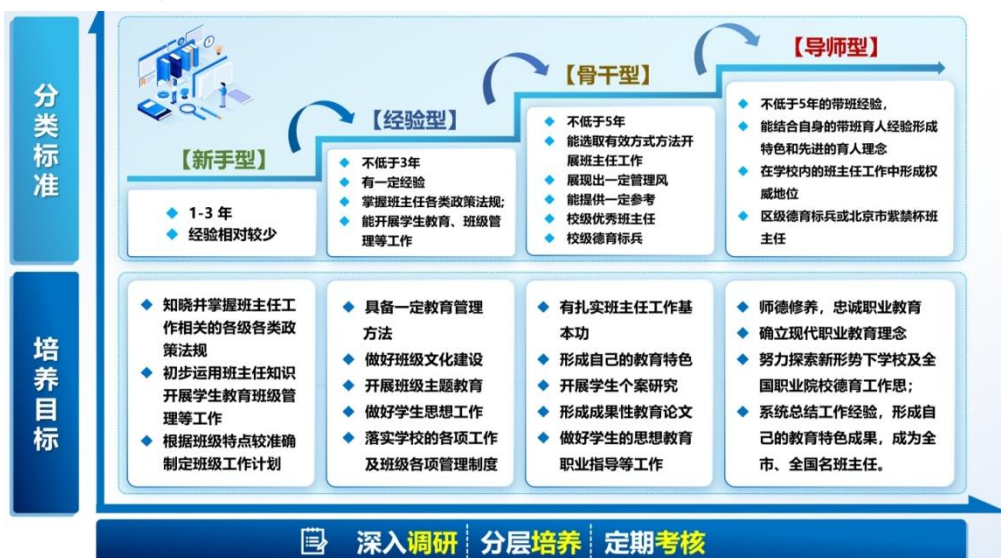 分类标准
【新手型】
1-3 年
经验相对较少
【经验型】
不低于3年
有一定经验
掌握班主任各类政策法规;
能开展学生教育、班级管
理等工作
【骨干型】
不低于5年
能选取有效方式方法开
展班主任工作
展现出一定管理风
能提供一定参考
校级优秀班主任
校级德育标兵
【导师型】
不低于5年的带班经验，
能结合自身的带班育人经验形成
特色和先进的育人理念
在学校内的班主任工作中形成权
威地位
区级德育标兵或北京市紫禁杯班
主任
培养目标
知晓并掌握班主任工
作相关的各级各类政
策法规
初步运用班主任知识
开展学生教育班级管
理等工作
根据班级特点较准确
制定班级工作计划
具备一定教育管理
方法
做好班级文化建设
开展班级主题教育
做好学生思想工作
落实学校的各项工作
及班级各项管理制度
有扎实班主任工作基
本功
形成自己的教育特色
开展学生个案研究
形成成果性教育论文
做好学生的思想教育
职业指导等工作
师德修养，忠诚职业教育
确立现代职业教育理念
努力探索新形势下学校及全
国职业院校德育工作思；
系统总结工作经验，形成自
己的教育特色成果，成为全
市、全国名班主任。
深入调研 分层培养 定期考核